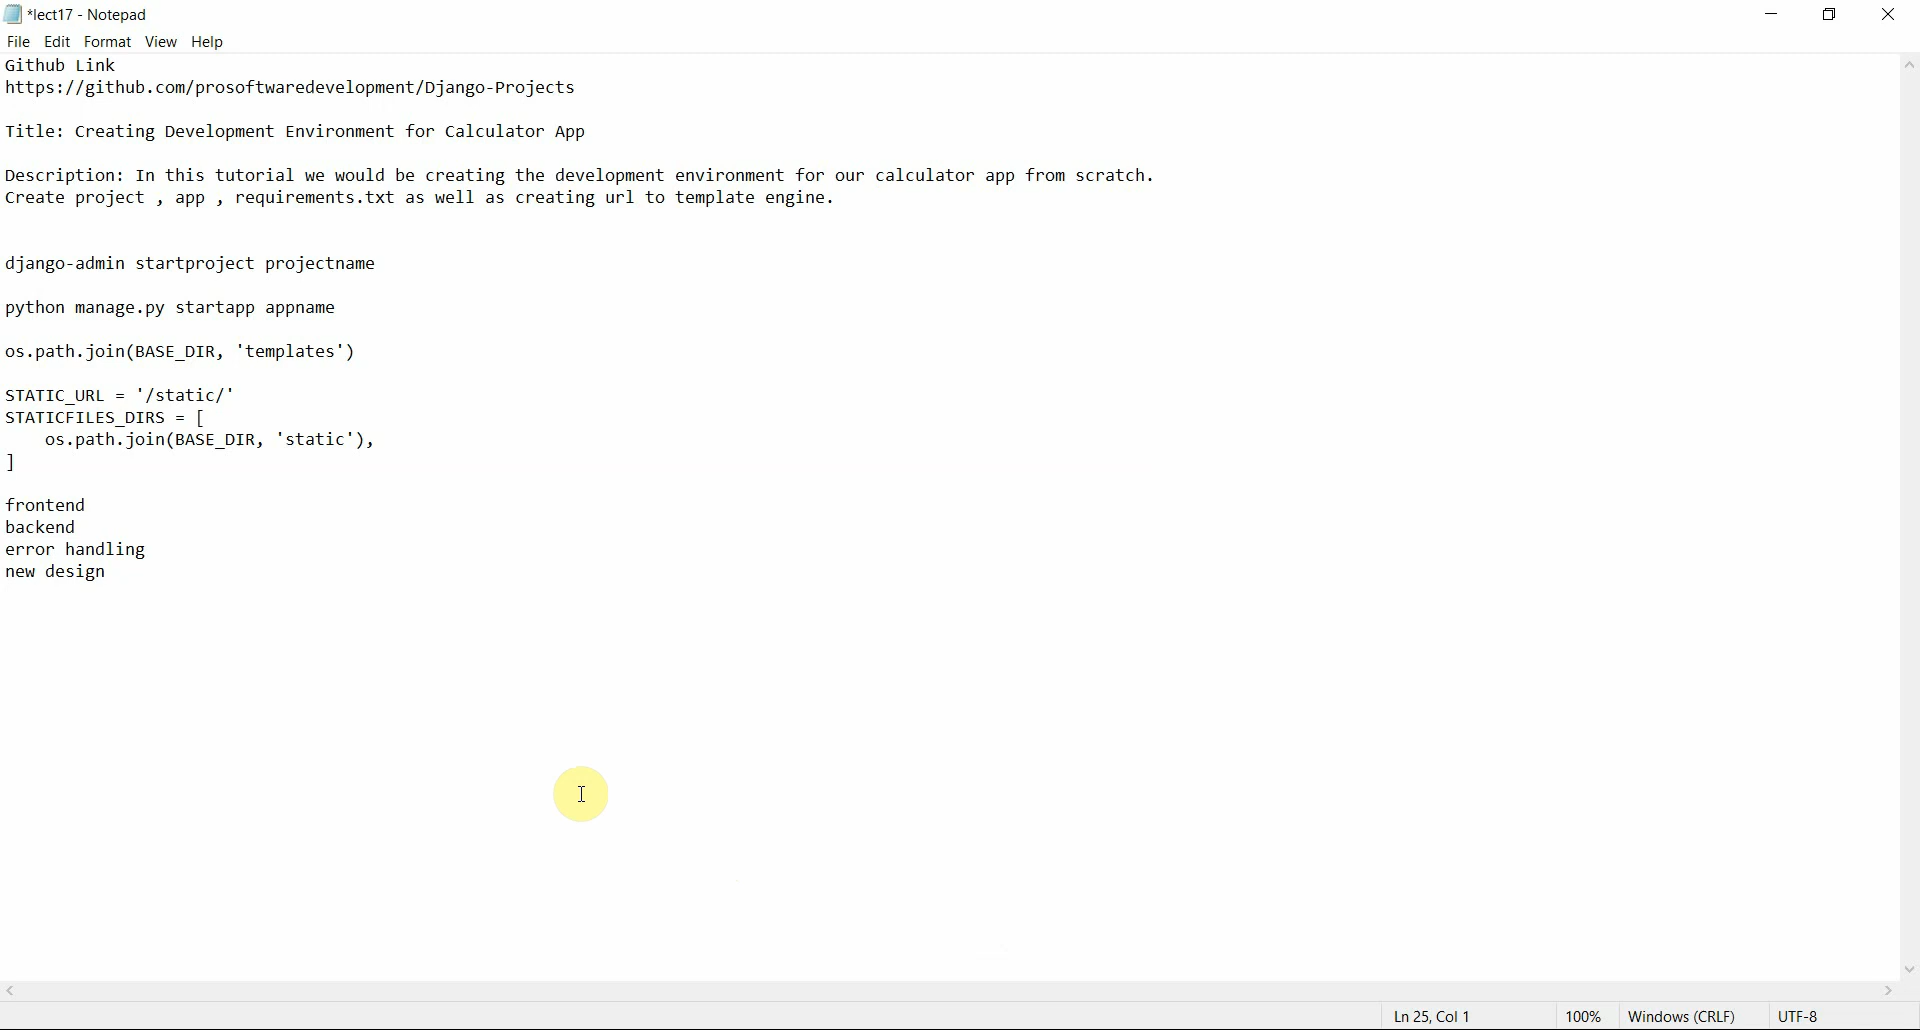 *lect17 - Notepad
File Edit Format View Help
Github Link
https://github.com/prosoftwaredevelopment/Django-Projects
Title: Creating Development Environment for Calculator App
Description: In this tutorial we would be creating the development environment for our calculator app from scratch.
Create project , app , requirements.txt as well as creating url to template engine.
django-admin startproject projectname
python manage.py startapp appname
os.path.join(BASE_DIR, 'templates')
STATIC_URL = '/static/'
STATICFILES_DIRS = [
    os.path.join(BASE_DIR, 'static'),
]
frontend
backend
error handling
new design
Ln 25, Col 1 100% Windows (CRLF) UTF-8